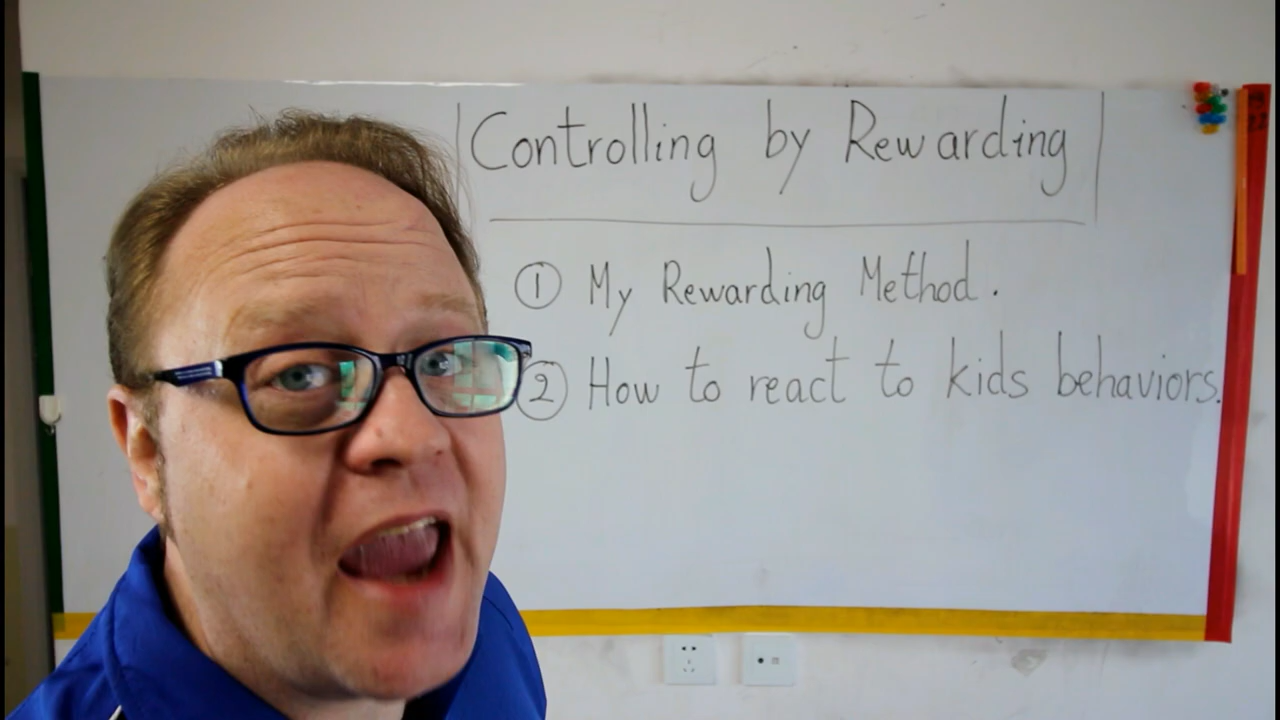 Controlling by Rewarding
① My Rewarding Method.
② How to react to kids behaviors.